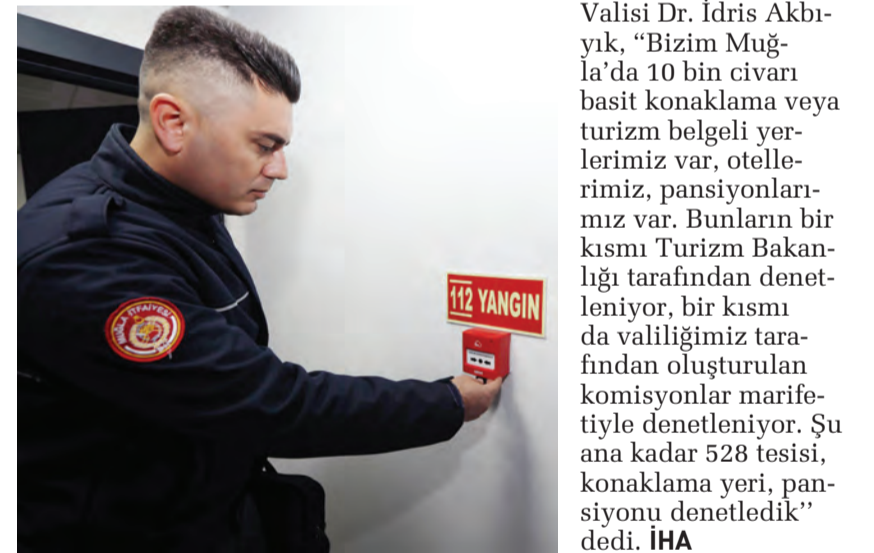 MUĞLA İTFAİYESİ
112 YANGIN
Valisi Dr. İdris Akbı-
yık, “Bizim Muğ-
la’da 10 bin civarı
basit konaklama veya
turizm belgeli yer-
lerimiz var, otelle-
rimiz, pansiyonları-
mız var. Bunların bir
kısmı Turizm Bakan-
lığı tarafından denet-
leniyor, bir kısmı
da valiliğimiz tara-
fından oluşturulan
komisyonlar marife-
tiyle denetleniyor. Şu
ana kadar 528 tesisi,
konaklama yeri, pan-
siyonu denetledik’’
dedi. İHA